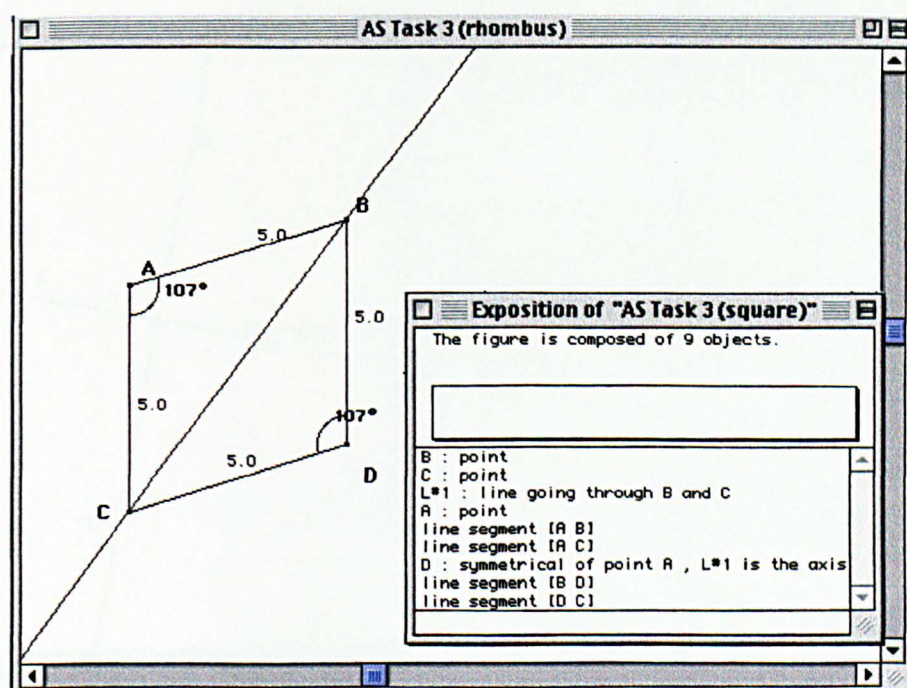 AS Task 3 (rhombus)
B
5.0
A
107°
5.0
5.0
107°
5.0
D
C
Exposition of "AS Task 3 (square)"
The figure is composed of 9 objects.
B : point
C : point
L#1 : line going through B and C
A : point
line segment [A B]
line segment [A C]
D : symmetrical of point A , L#1 is the axis
line segment [B D]
line segment [D C]